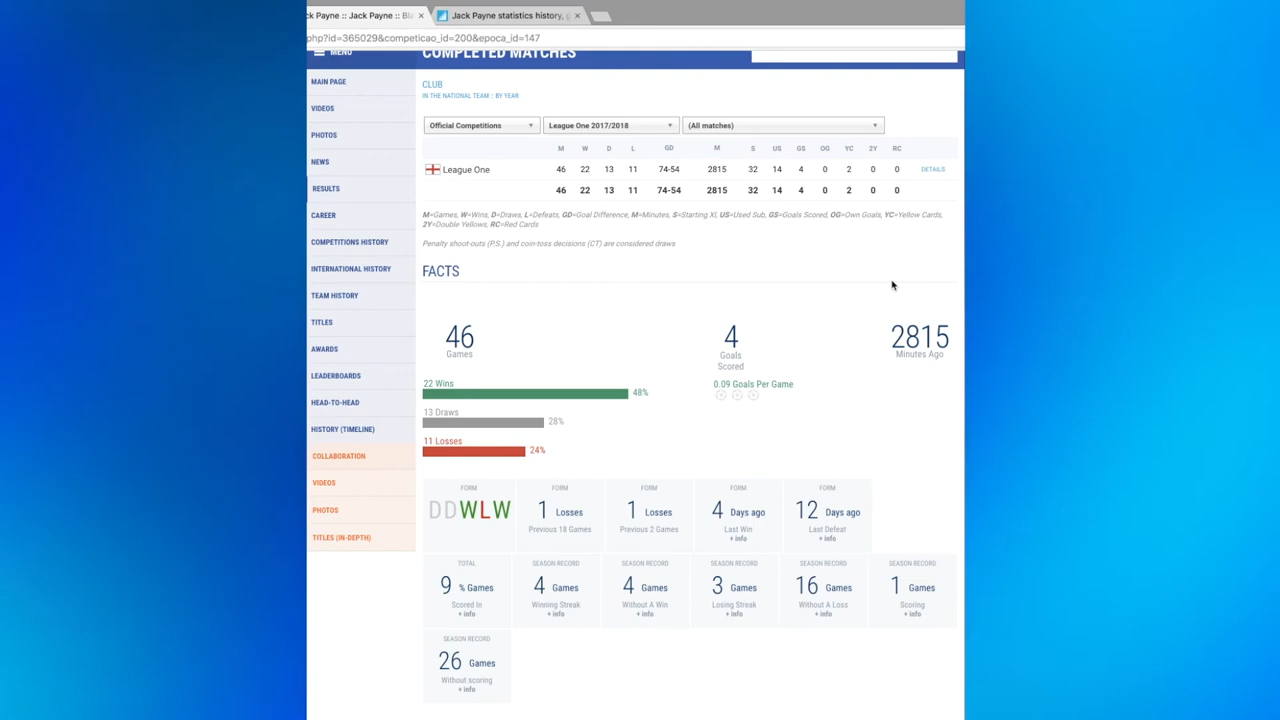 ck Payne :: Jack Payne :: Bla
Jack Payne statistics history, g
php?id=365029&competicao_id=200&epoca_id=147
MENU
COMPLETED MATCHES
MAIN PAGE
VIDEOS
PHOTOS
NEWS
RESULTS
CAREER
COMPETITIONS HISTORY
INTERNATIONAL HISTORY
TEAM HISTORY
TITLES
AWARDS
LEADERBOARDS
HEAD-TO-HEAD
HISTORY (TIMELINE)
COLLABORATION
VIDEOS
PHOTOS
TITLES (IN-DEPTH)
CLUB
IN THE NATIONAL TEAM :: BY YEAR
Official Competitions League One 2017/2018 (All matches)
M W D L GD M S US GS OG YC 2Y RC
League One 46 22 13 11 74-54 2815 32 14 4 0 2 0 0 DETAILS
46 22 13 11 74-54 2815 32 14 4 0 2 0 0
M=Games, W=Wins, D=Draws, L=Defeats, GD=Goal Difference, M=Minutes, S=Starting XI, US=Used Sub, GS=Goals Scored, OG=Own Goals, YC=Yellow Cards,
2Y=Double Yellows, RC=Red Cards
Penalty shoot-outs (P.S.) and coin-toss decisions (CT) are considered draws
FACTS
46
Games
4
Goals
Scored
2815
Minutes Ago
22 Wins
48%
0.09 Goals Per Game
13 Draws
28%
11 Losses
24%
FORM
DDWLW
FORM
1 Losses
Previous 18 Games
FORM
1 Losses
Previous 2 Games
FORM
4 Days ago
Last Win
+ info
FORM
12 Days ago
Last Defeat
+ info
TOTAL
9 % Games
Scored In
+ info
SEASON RECORD
4 Games
Winning Streak
+ info
SEASON RECORD
4 Games
Without A Win
+ info
SEASON RECORD
3 Games
Losing Streak
+ info
SEASON RECORD
16 Games
Without A Loss
+ info
SEASON RECORD
1 Games
Scoring
+ info
SEASON RECORD
26 Games
Without scoring
+ info